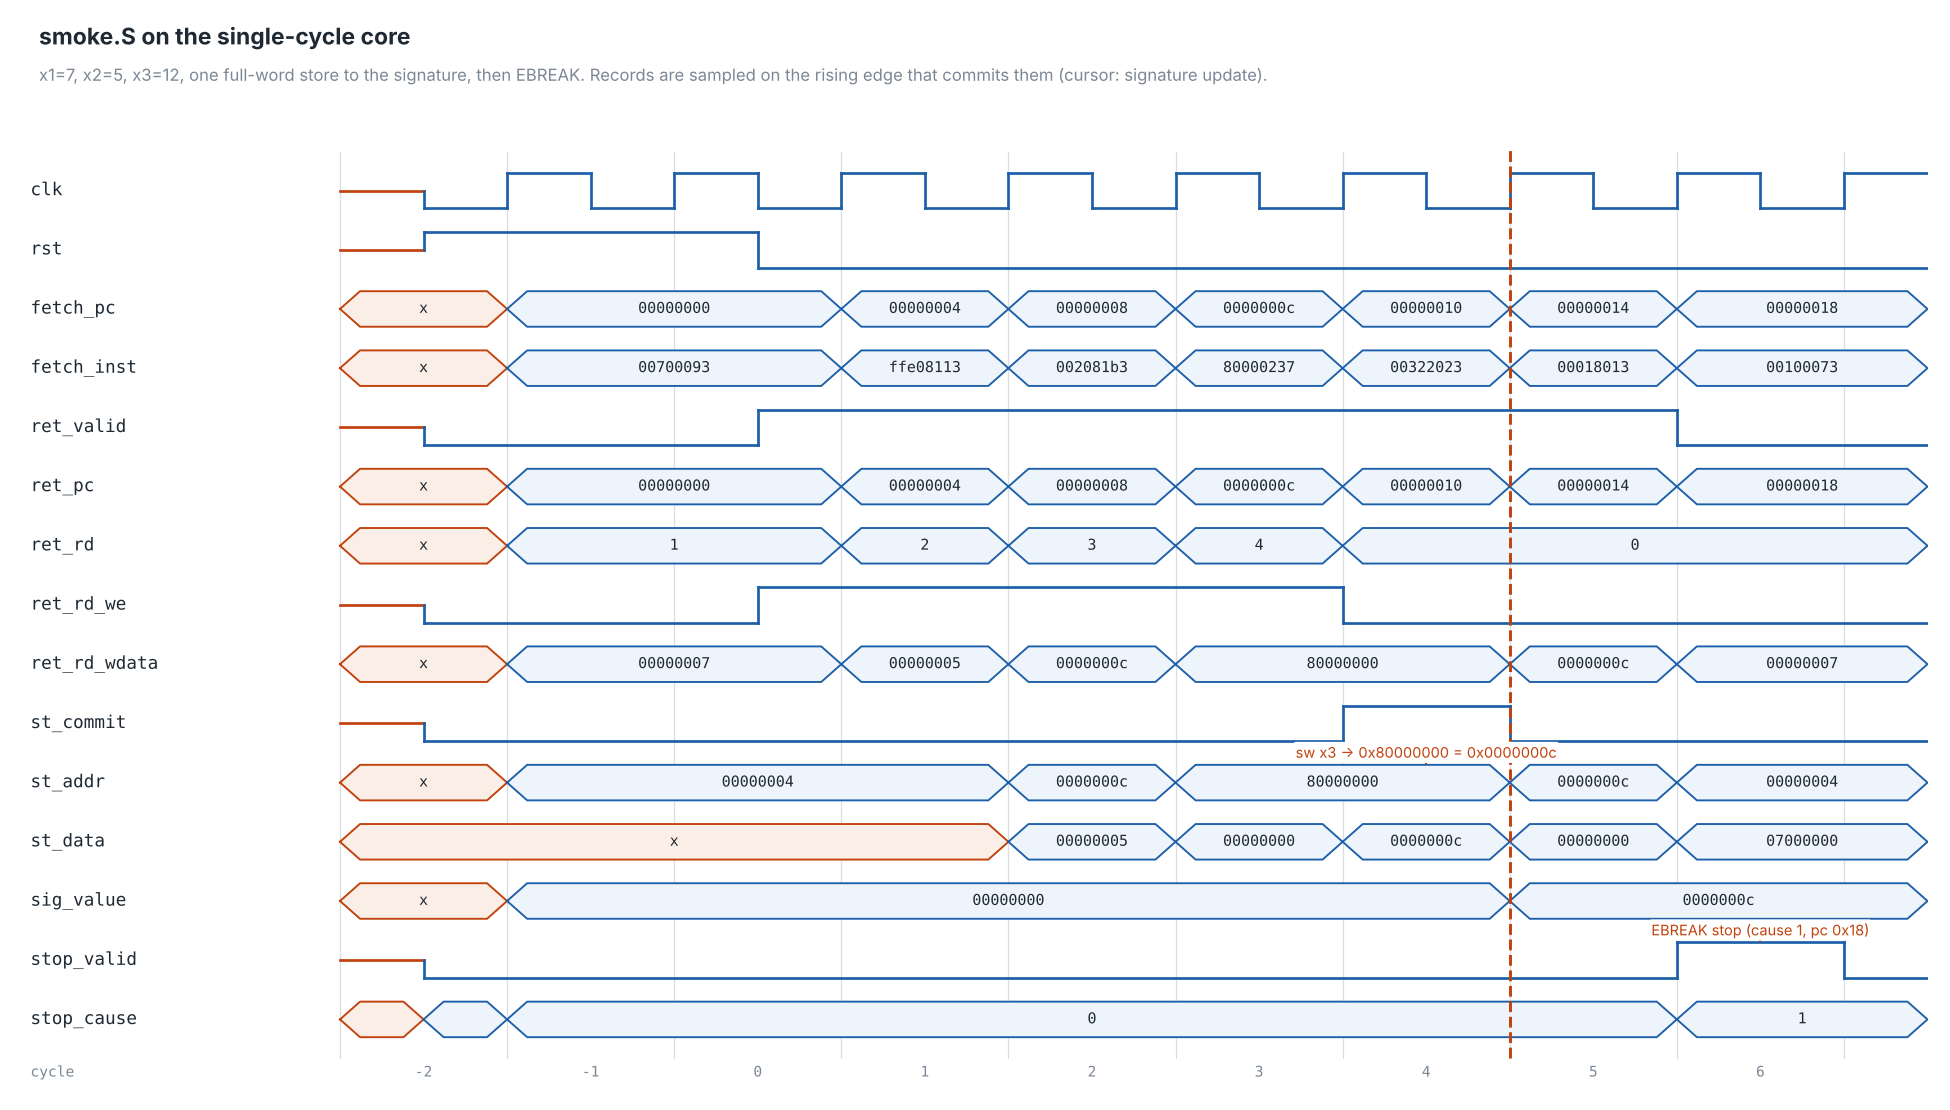 smoke.S on the single-cycle core
x1=7, x2=5, x3=12, one full-word store to the signature, then EBREAK. Records are sampled on the rising edge that commits them (cursor: signature update).
clk
rst
fetch_pc x 00000000 00000004 00000008 0000000c 00000010 00000014 00000018
fetch_inst x 00700093 ffe08113 002081b3 80000237 00322023 00018013 00100073
ret_valid
ret_pc x 00000000 00000004 00000008 0000000c 00000010 00000014 00000018
ret_rd x 1 2 3 4 0
ret_rd_we
ret_rd_wdata x 00000007 00000005 0000000c 80000000 0000000c 00000007
st_commit
sw x3 → 0x80000000 = 0x0000000c
st_addr x 00000004 0000000c 80000000 0000000c 00000004
st_data x 00000005 00000000 0000000c 00000000 07000000
sig_value x 00000000 0000000c
EBREAK stop (cause 1, pc 0x18)
stop_valid
stop_cause 0 1
cycle -2 -1 0 1 2 3 4 5 6